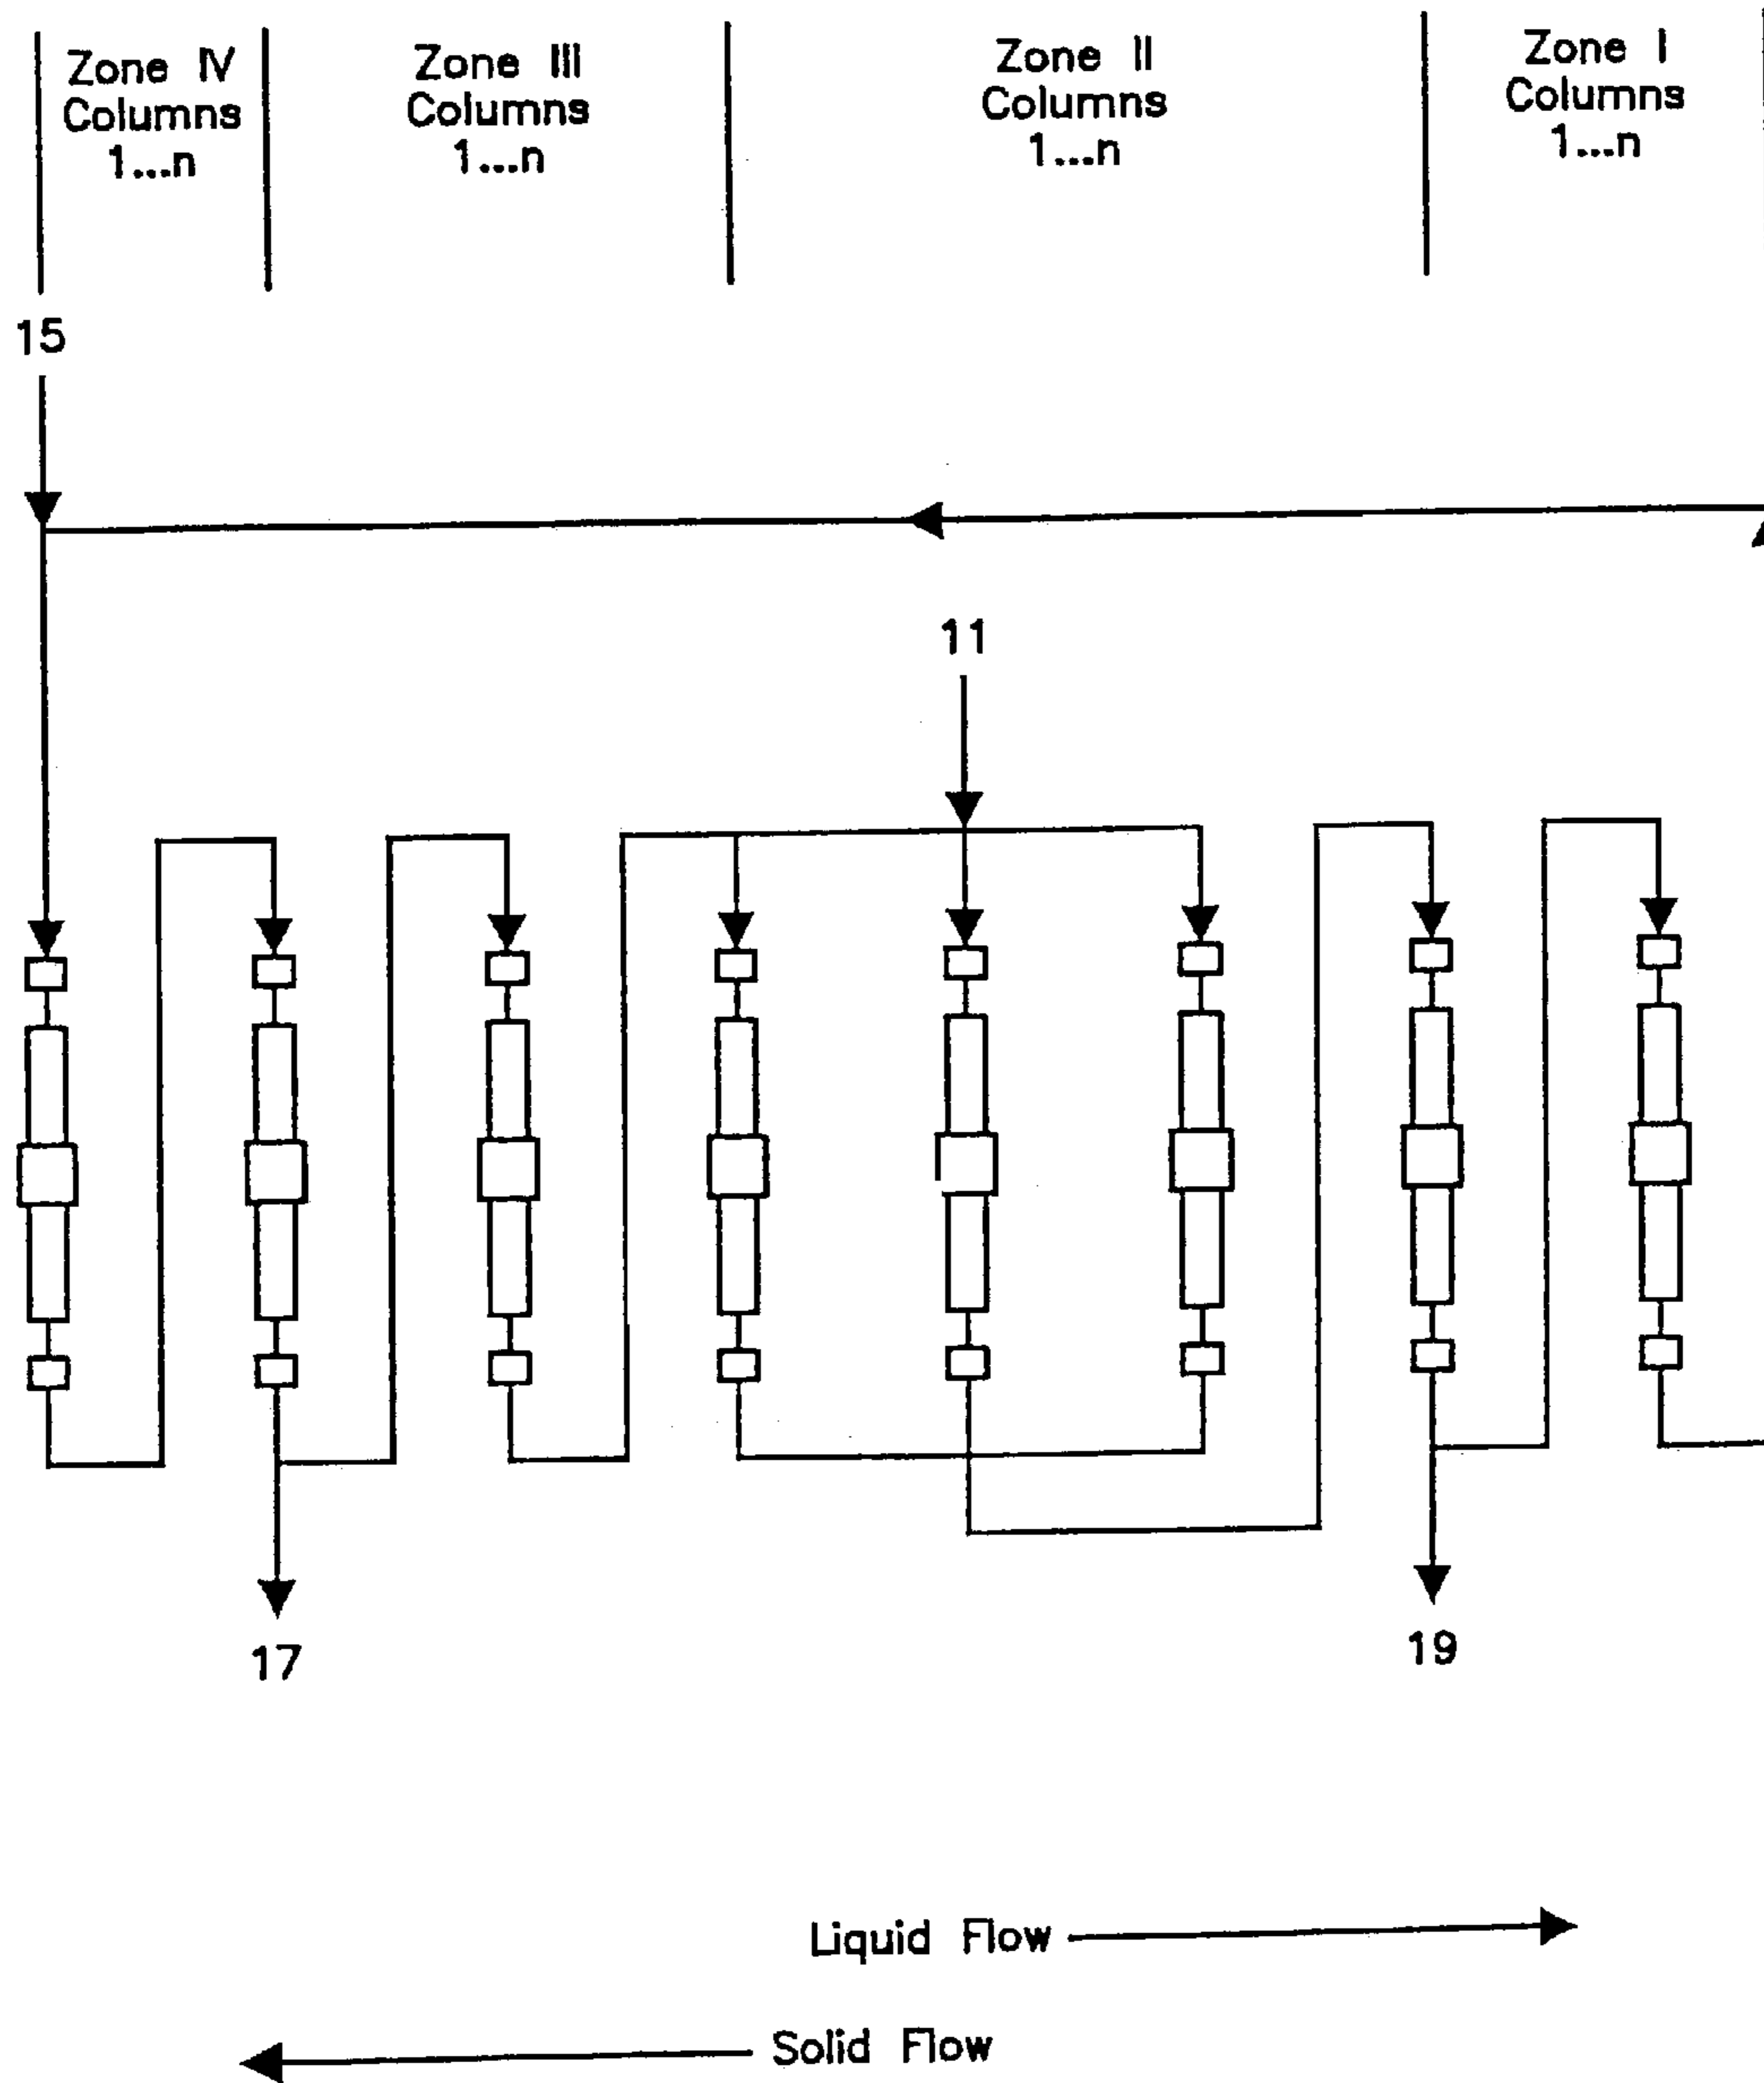 Zone IV
Columns
1...n
Zone III
Columns
1...n
Zone II
Columns
1...n
Zone I
Columns
1...n
15
11
17
19
Liquid Flow
Solid Flow